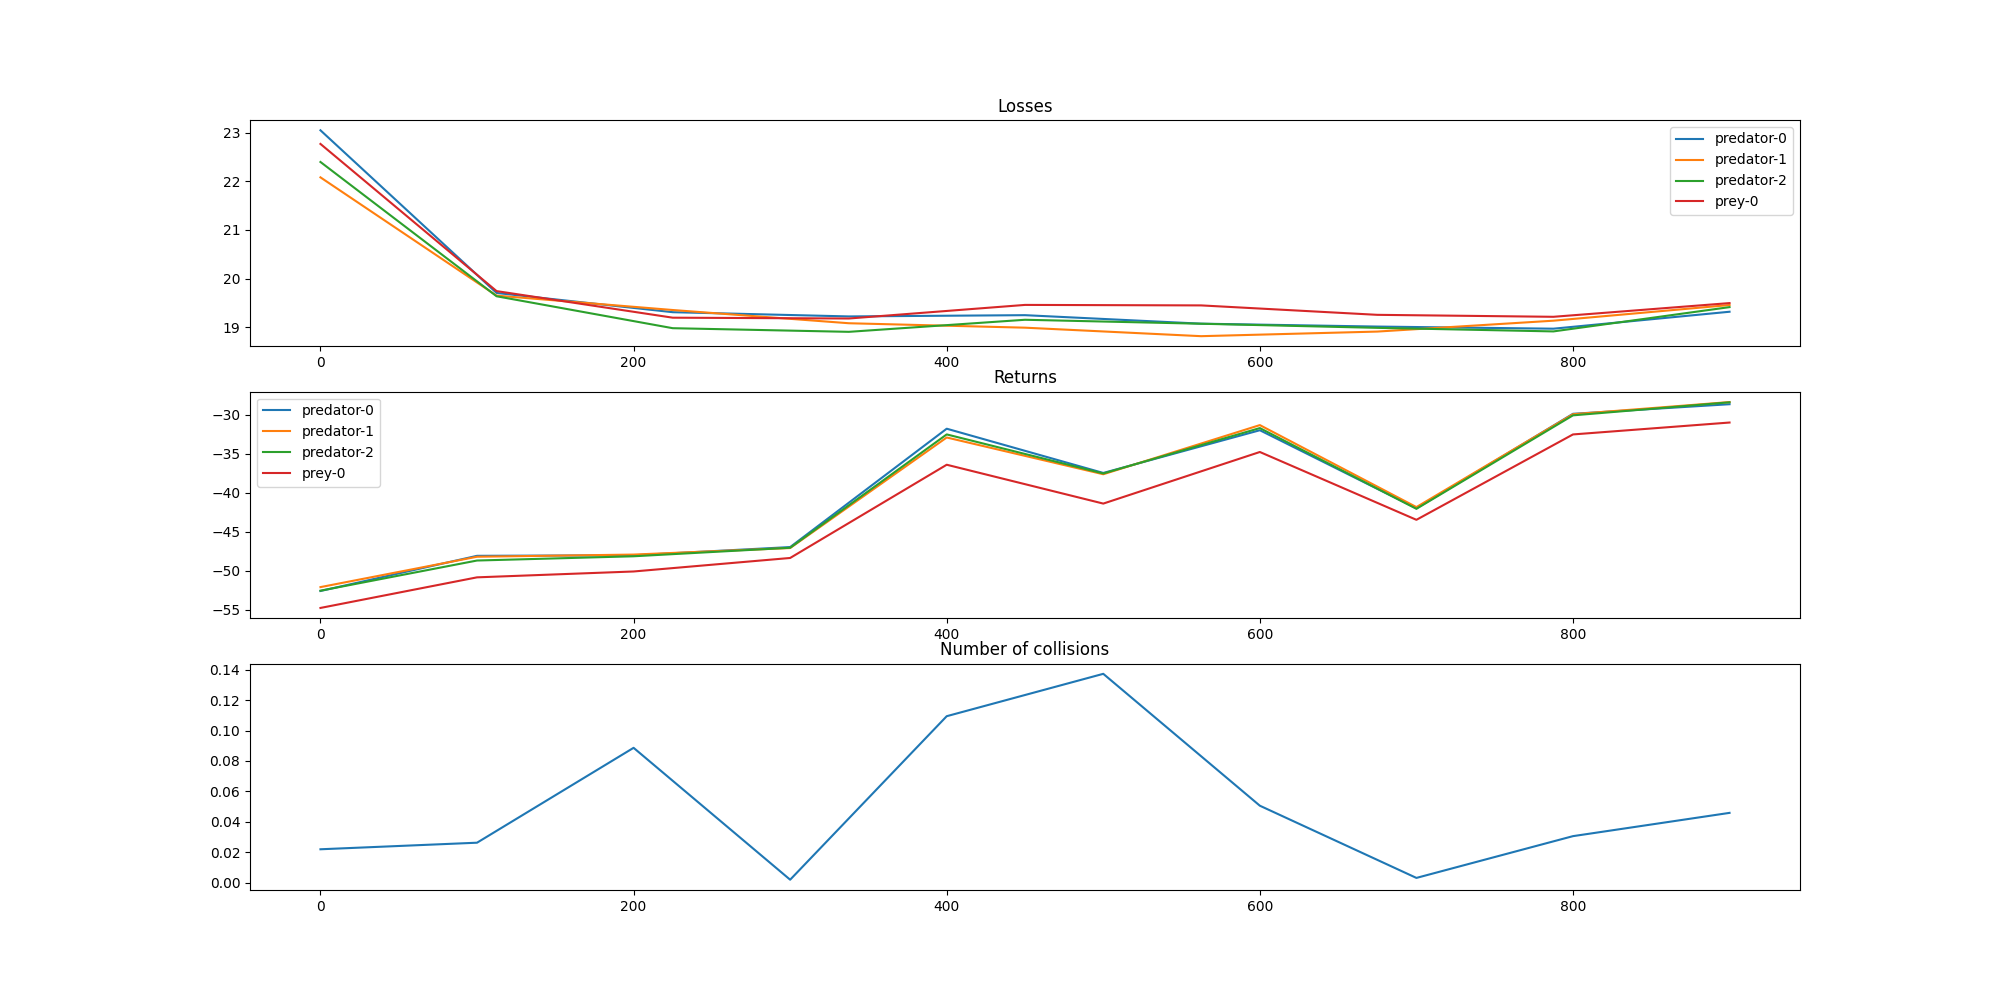 Losses
23
22
21
20
19
0 200 400 600 800
predator-0
predator-1
predator-2
prey-0
Returns
−30
−35
−40
−45
−50
−55
0 200 400 600 800
predator-0
predator-1
predator-2
prey-0
Number of collisions
0.14
0.12
0.10
0.08
0.06
0.04
0.02
0.00
0 200 400 600 800